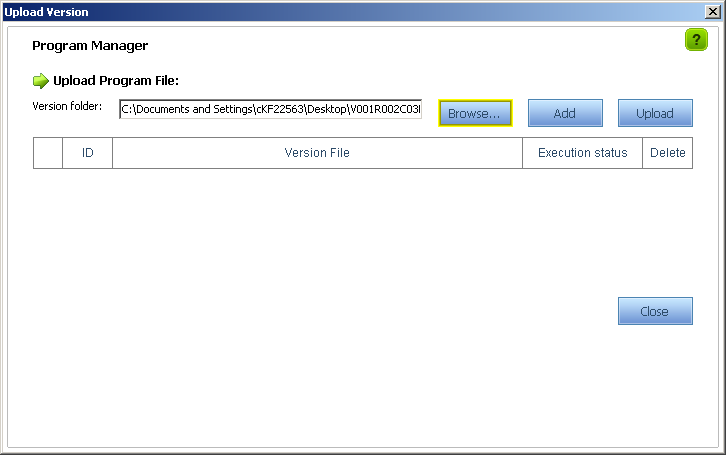 Upload Version
Program Manager
?
Upload Program File:
Version folder: C:\Documents and Settings\cKF22563\Desktop\V001R002C03 Browse... Add Upload
ID Version File Execution status Delete
Close